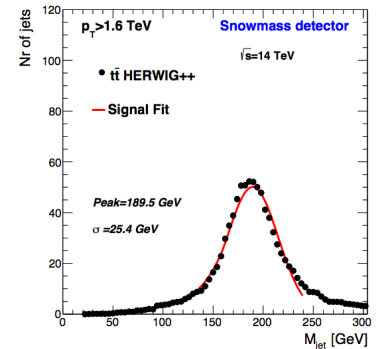 Nr of jets
120
100
80
60
40
20
0
p_T>1.6 TeV
Snowmass detector
√s=14 TeV
tt̄ HERWIG++
Signal Fit
Peak=189.5 GeV
σ =25.4 GeV
0 50 100 150 200 250 300
M_jet [GeV]